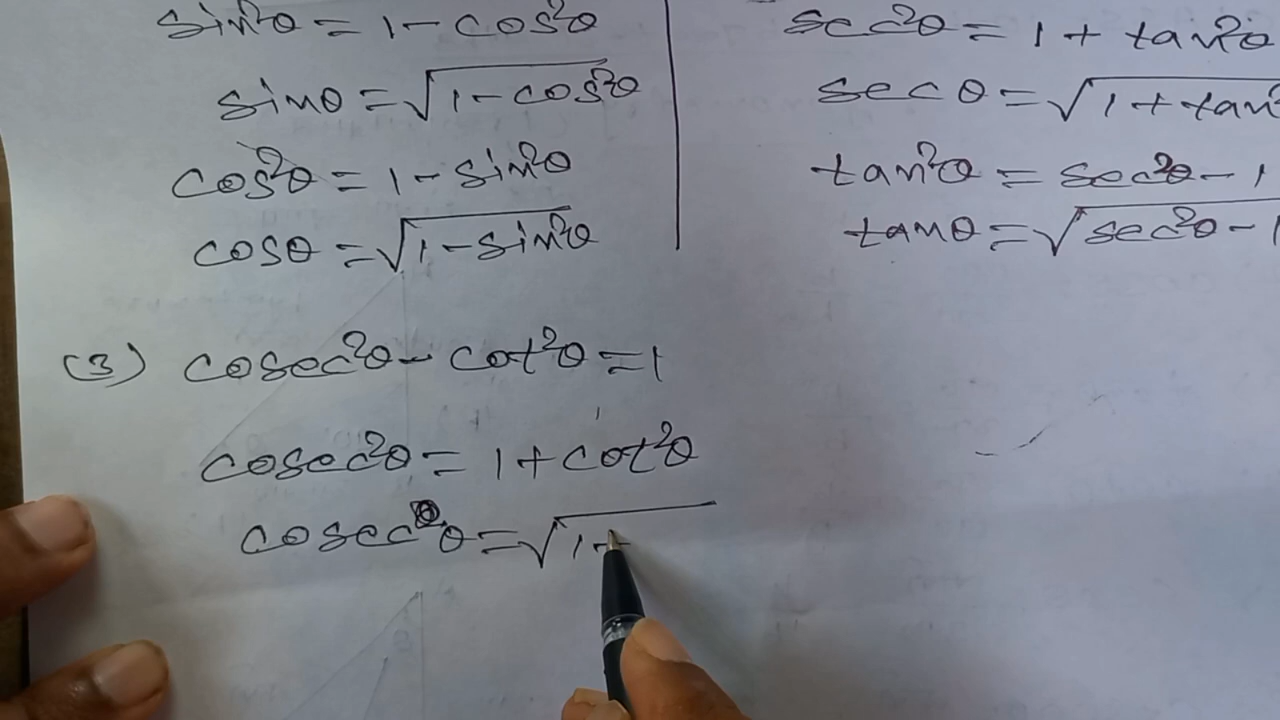 sin²θ = 1 - cos²θ
sinθ = √1 - cos²θ
cos²θ = 1 - sin²θ
cosθ = √1 - sin²θ
sec²θ = 1 + tan²θ
secθ = √1 + tan²
tan²θ = sec²θ - 1
tanθ = √sec²θ - 1
(3) cosec²θ - cot²θ = 1
cosec²θ = 1 + cot²θ
cosecθ = √1 +